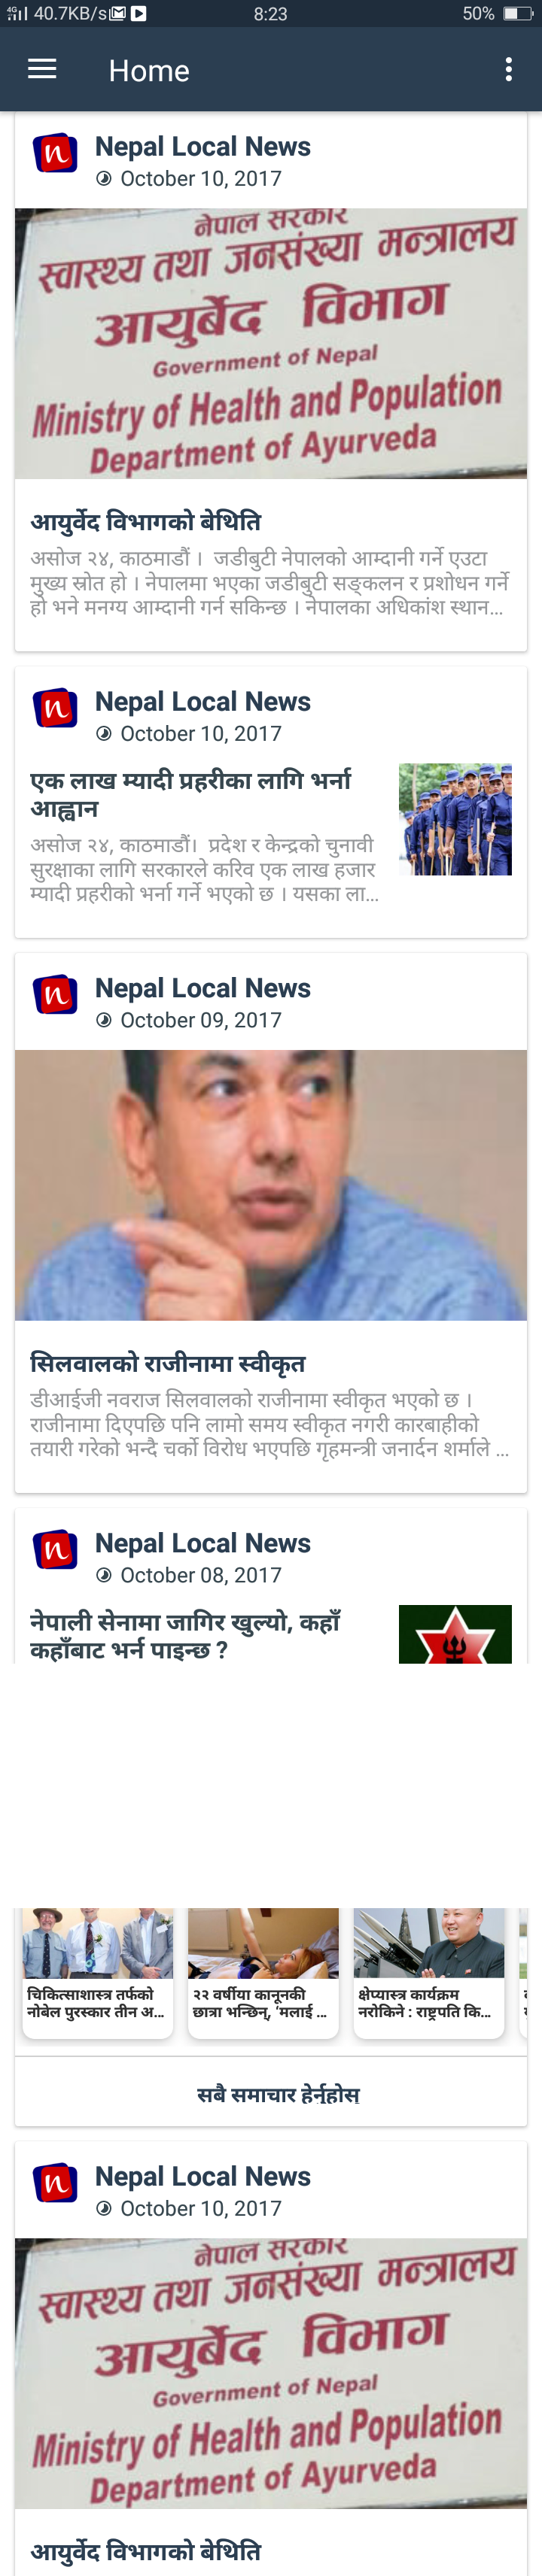 4G 40.7KB/s 8:23 50%
Home
n
Nepal Local News
October 10, 2017
नेपाल सरकार
स्वास्थ्य तथा जनसंख्या मन्त्रालय
आयुर्बेद विभाग
Government of Nepal
Ministry of Health and Population
Department of Ayurveda
आयुर्वेद विभागको बेथिति
असोज २४, काठमाडौं । जडीबुटी नेपालको आम्दानी गर्ने एउटा
मुख्य स्रोत हो । नेपालमा भएका जडीबुटी सङ्कलन र प्रशोधन गर्ने
हो भने मनग्य आम्दानी गर्न सकिन्छ । नेपालका अधिकांश स्थान...
n
Nepal Local News
October 10, 2017
एक लाख म्यादी प्रहरीका लागि भर्ना
आह्वान
असोज २४, काठमाडौं। प्रदेश र केन्द्रको चुनावी
सुरक्षाका लागि सरकारले करिव एक लाख हजार
म्यादी प्रहरीको भर्ना गर्ने भएको छ । यसका ला...
n
Nepal Local News
October 09, 2017
सिलवालको राजीनामा स्वीकृत
डीआईजी नवराज सिलवालको राजीनामा स्वीकृत भएको छ ।
राजीनामा दिएपछि पनि लामो समय स्वीकृत नगरी कारबाहीको
तयारी गरेको भन्दै चर्को विरोध भएपछि गृहमन्त्री जनार्दन शर्माले ...
n
Nepal Local News
October 08, 2017
नेपाली सेनामा जागिर खुल्यो, कहाँ
कहाँबाट भर्न पाइन्छ ?
चिकित्साशास्त्र तर्फको
नोबेल पुरस्कार तीन अ...
२२ वर्षीया कानूनकी
छात्रा भन्छिन्, 'मलाई ...
क्षेप्यास्त्र कार्यक्रम
नरोकिने : राष्ट्रपति कि...
सबै समाचार हेर्नुहोस्
n
Nepal Local News
October 10, 2017
नेपाल सरकार
स्वास्थ्य तथा जनसंख्या मन्त्रालय
आयुर्बेद विभाग
Government of Nepal
Ministry of Health and Population
Department of Ayurveda
आयुर्वेद विभागको बेथिति